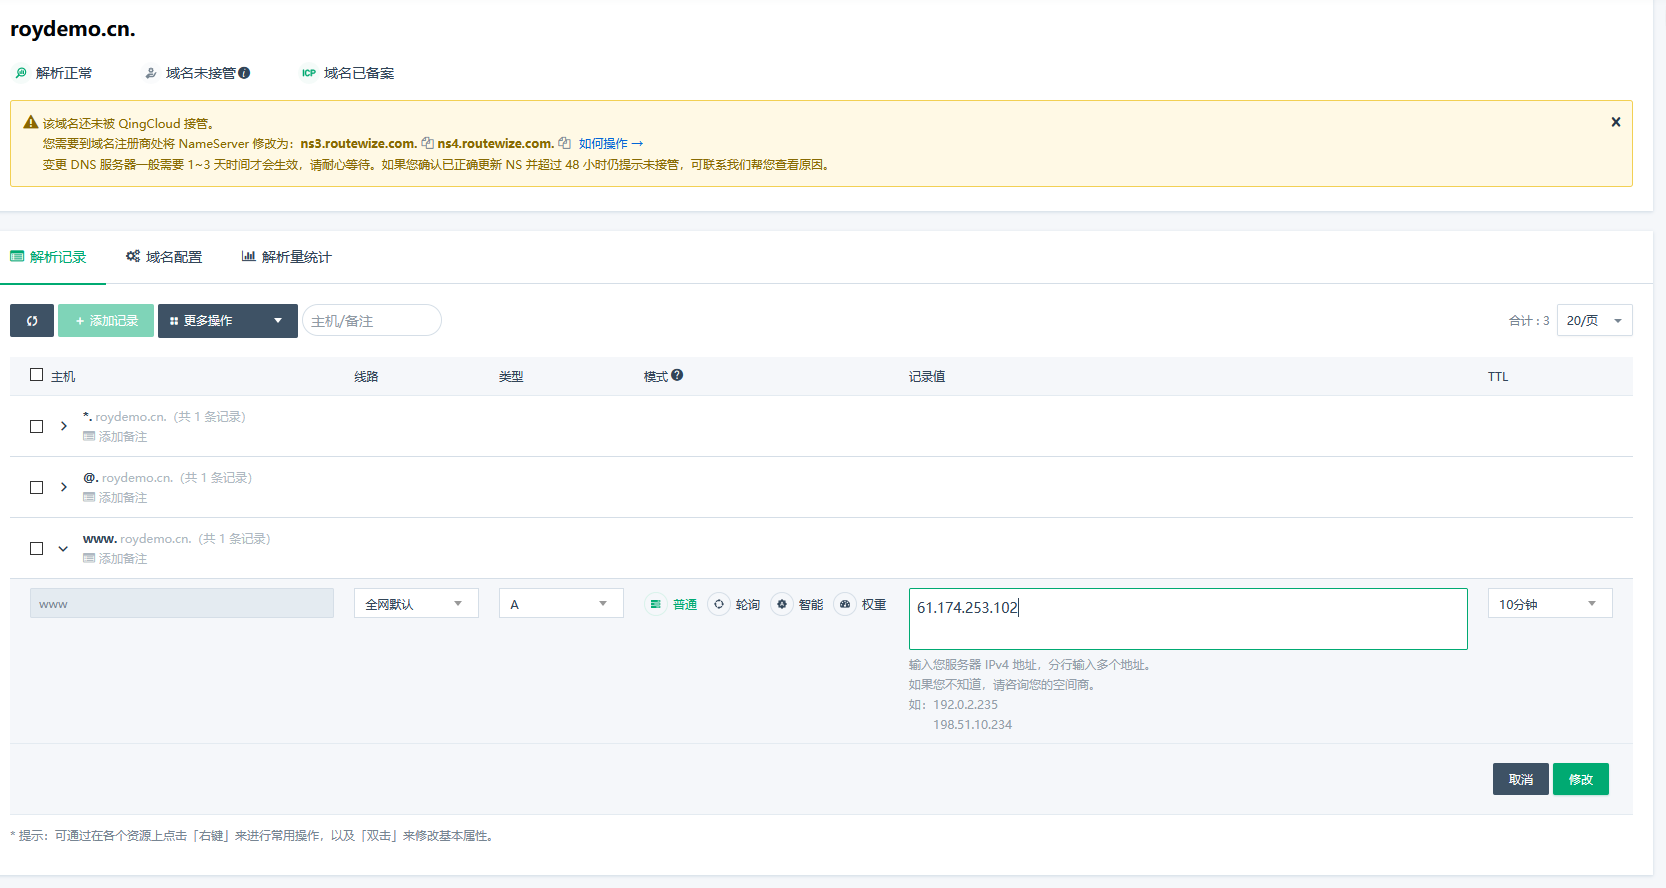 roydemo.cn.
解析正常 域名未接管 ICP 域名已备案
该域名还未被 QingCloud 接管。
您需要到域名注册商处将 NameServer 修改为：ns3.routewize.com. ns4.routewize.com. 如何操作 →
变更 DNS 服务器一般需要 1~3 天时间才会生效，请耐心等待。如果您确认已正确更新 NS 并超过 48 小时仍提示未接管，可联系我们帮您查看原因。
解析记录 域名配置 解析量统计
+ 添加记录 更多操作 主机/备注 合计 : 3 20/页
主机 线路 类型 模式 记录值 TTL
*. roydemo.cn.（共 1 条记录）
添加备注
@. roydemo.cn.（共 1 条记录）
添加备注
www. roydemo.cn.（共 1 条记录）
添加备注
www 全网默认 A 普通 轮询 智能 权重 61.174.253.102 10分钟
输入您服务器 IPv4 地址，分行输入多个地址。
如果您不知道，请咨询您的空间商。
如：192.0.2.235
198.51.10.234
取消 修改
* 提示：可通过在各个资源上点击「右键」来进行常用操作，以及「双击」来修改基本属性。